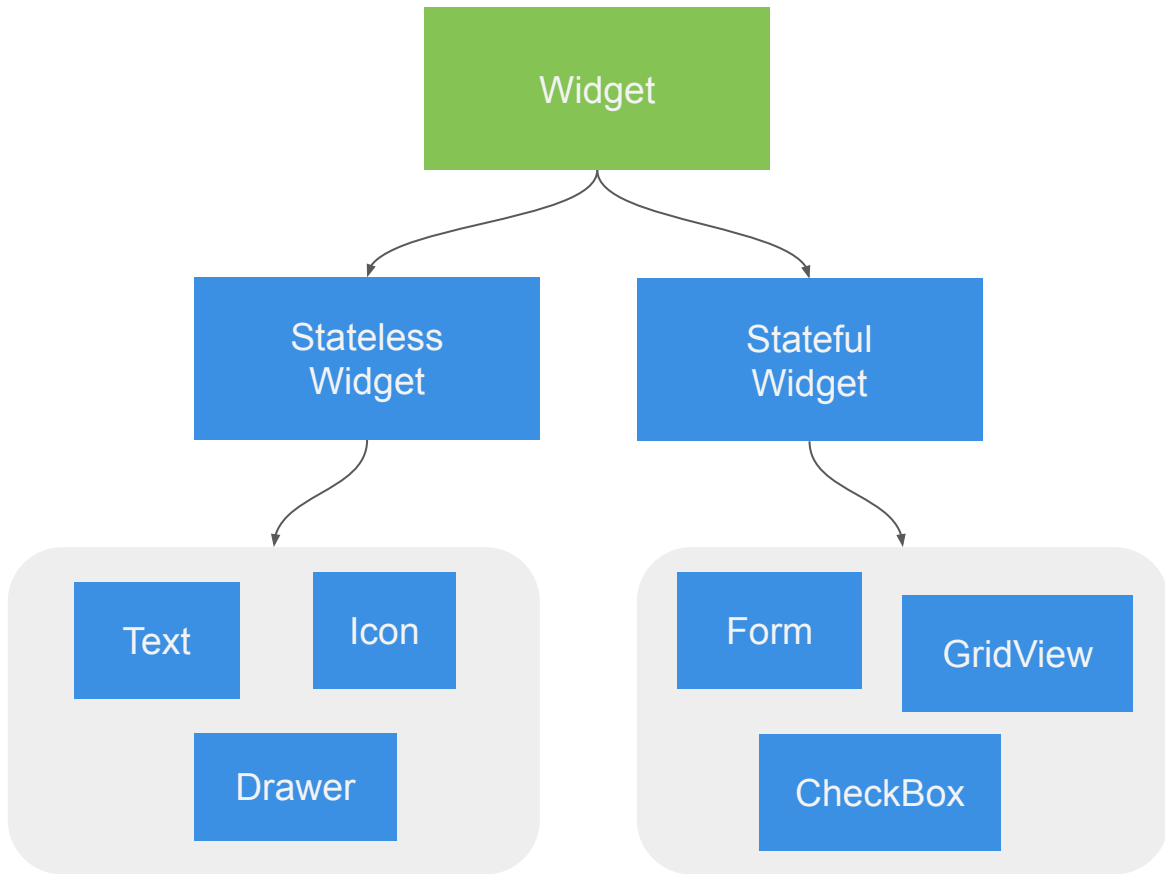 Widget
Stateless
Widget
Stateful
Widget
Text
Icon
Drawer
Form
GridView
CheckBox